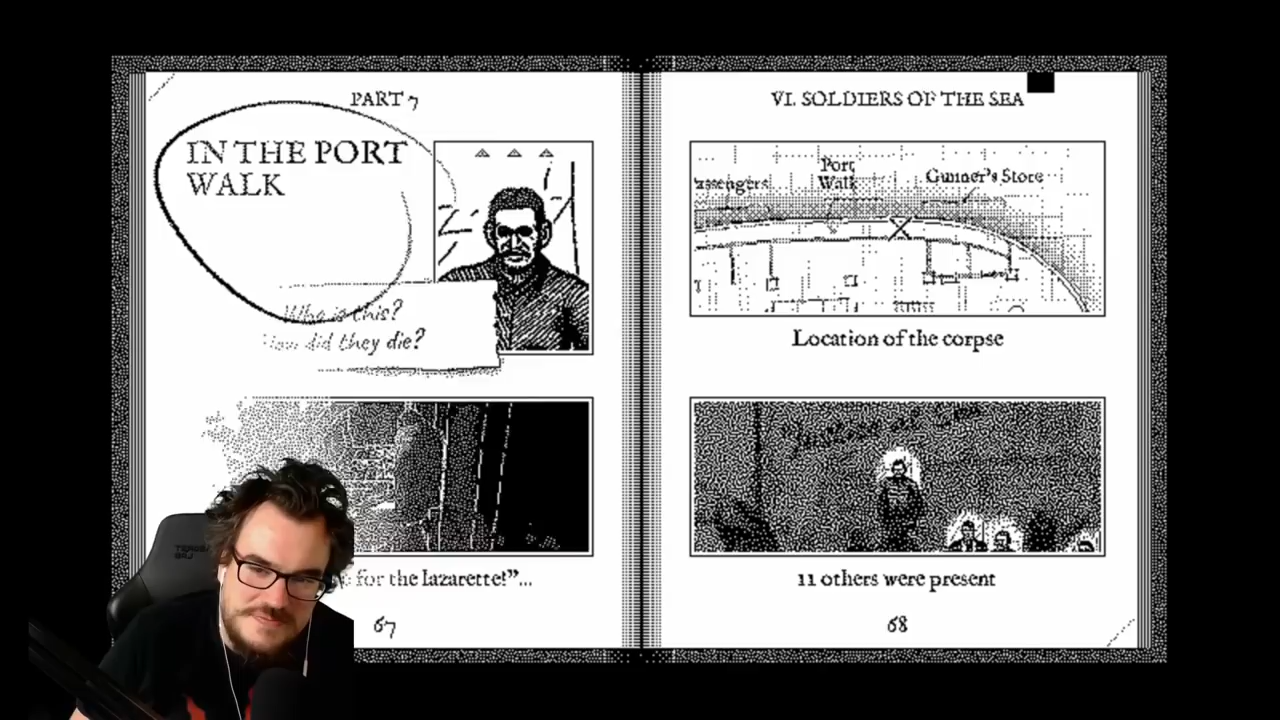 PART 7
IN THE PORT
WALK
Who is this?
How did they die?
for the lazarette!”...
67
VI. SOLDIERS OF THE SEA
Port
Walk
Gunner's Store
Location of the corpse
11 others were present
68